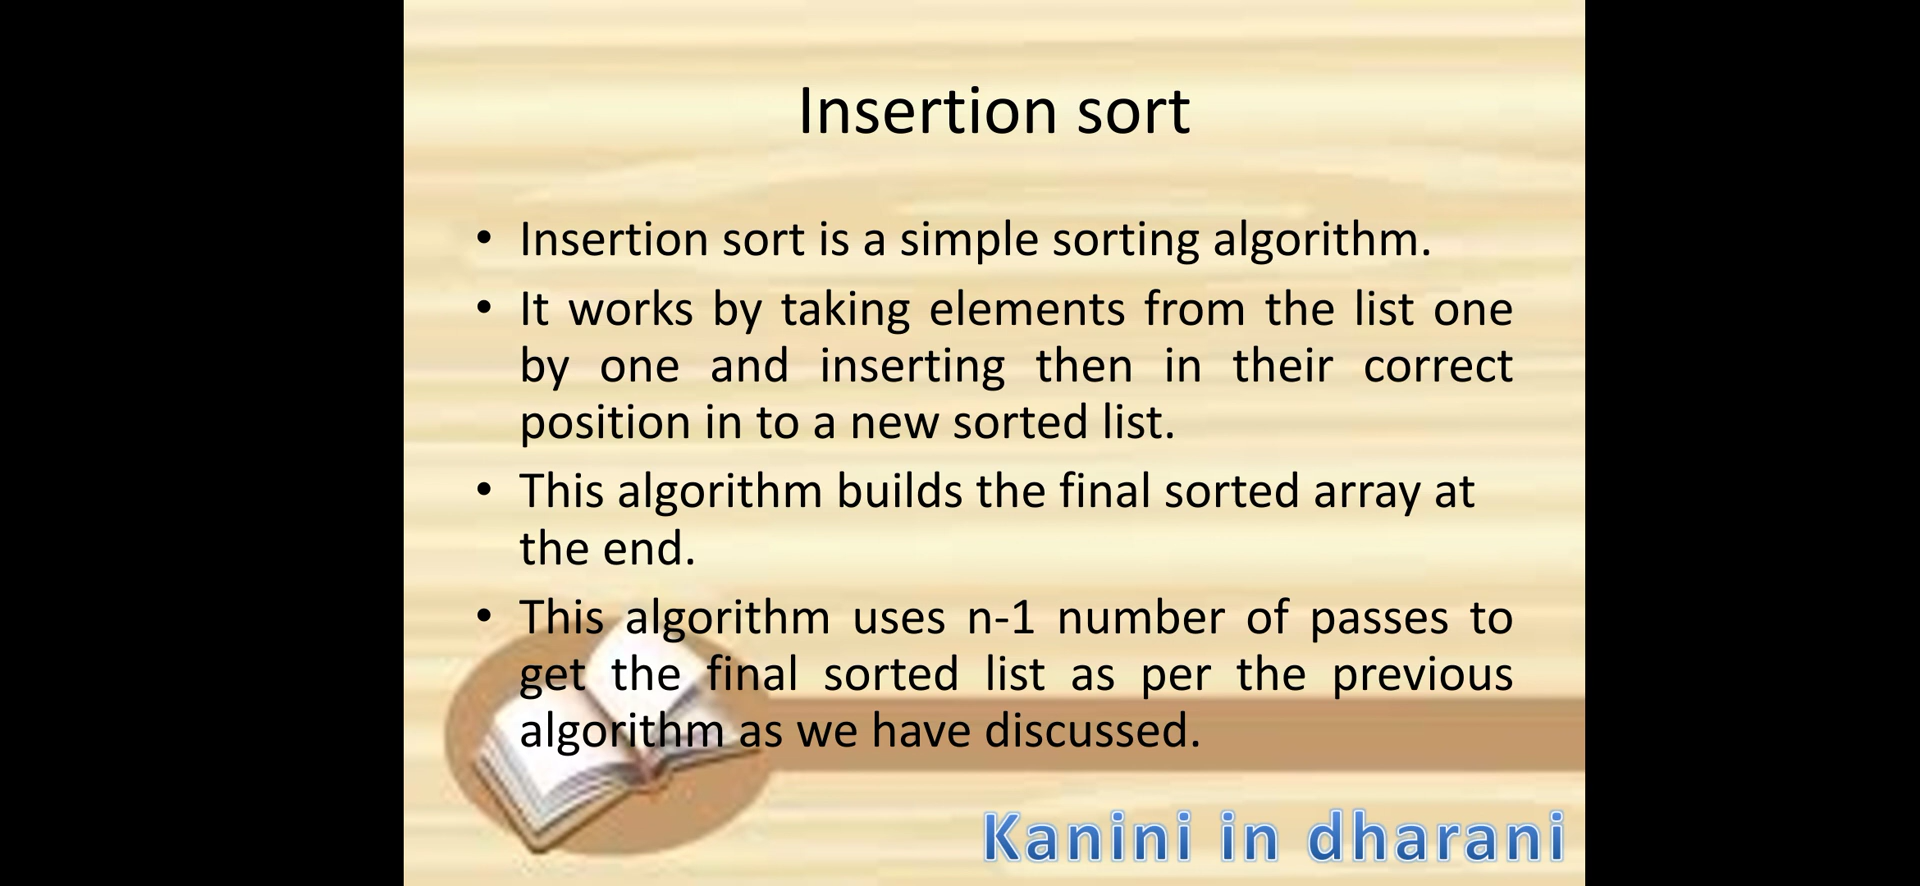 Insertion sort
• Insertion sort is a simple sorting algorithm.
• It works by taking elements from the list one
by one and inserting then in their correct
position in to a new sorted list.
• This algorithm builds the final sorted array at
the end.
• This algorithm uses n-1 number of passes to
get the final sorted list as per the previous
algorithm as we have discussed.
Kanini in dharani